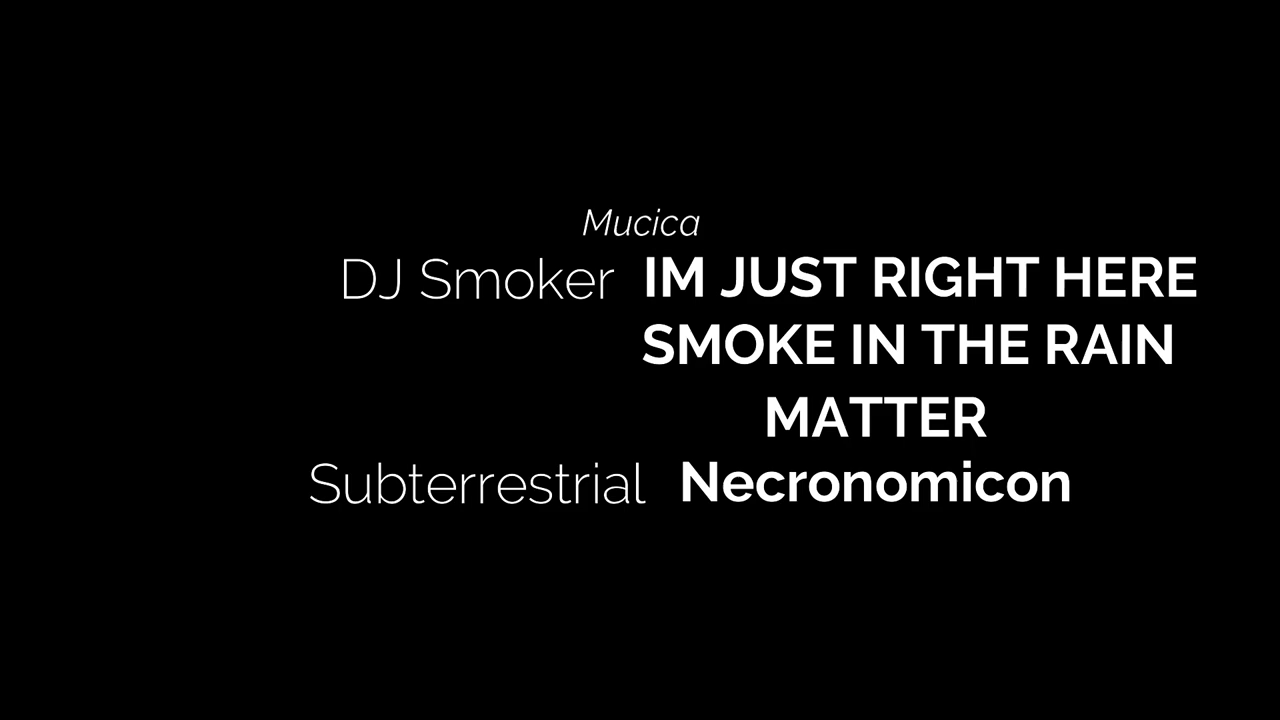 Mucica
DJ Smoker IM JUST RIGHT HERE
SMOKE IN THE RAIN
MATTER
Subterrestrial Necronomicon